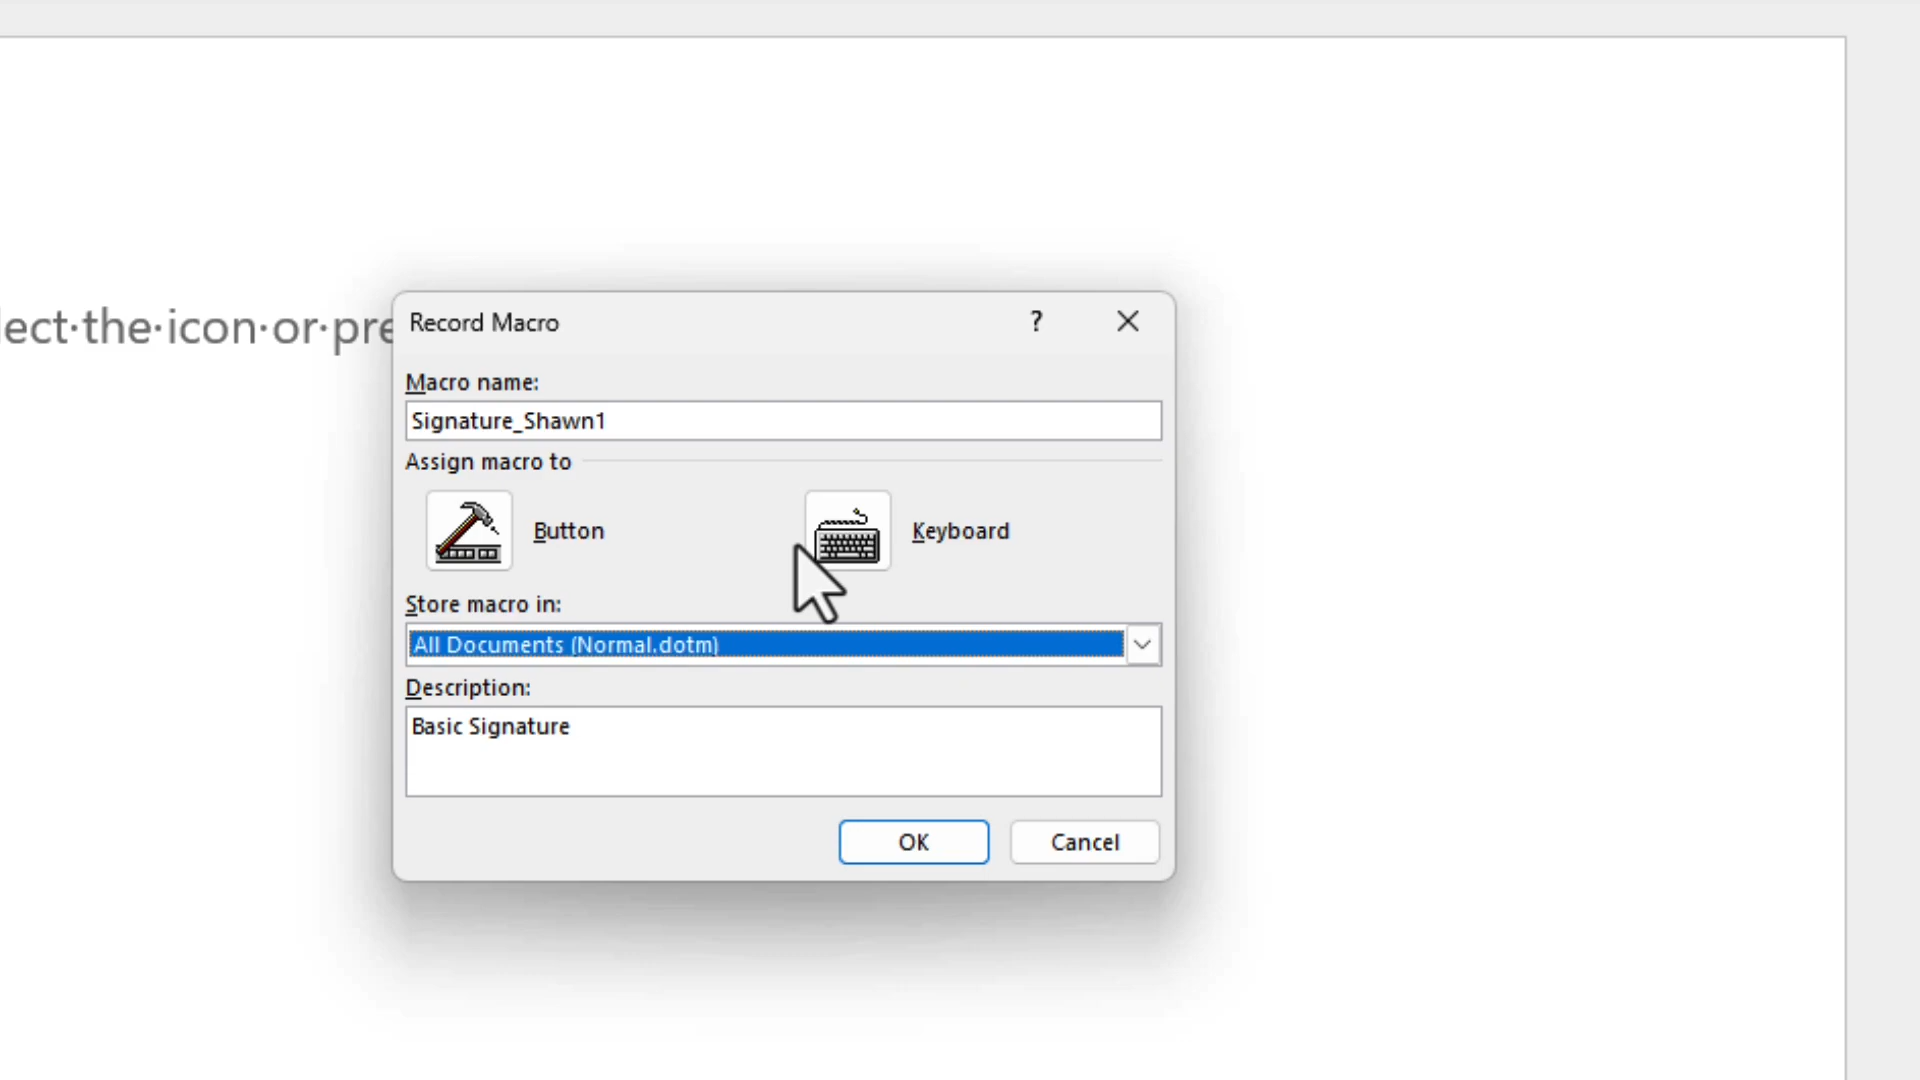 lect·the·icon·or·pre
Record Macro
?
Macro name:
Signature_Shawn1
Assign macro to
Button
Keyboard
Store macro in:
All Documents (Normal.dotm)
Description:
Basic Signature
OK
Cancel